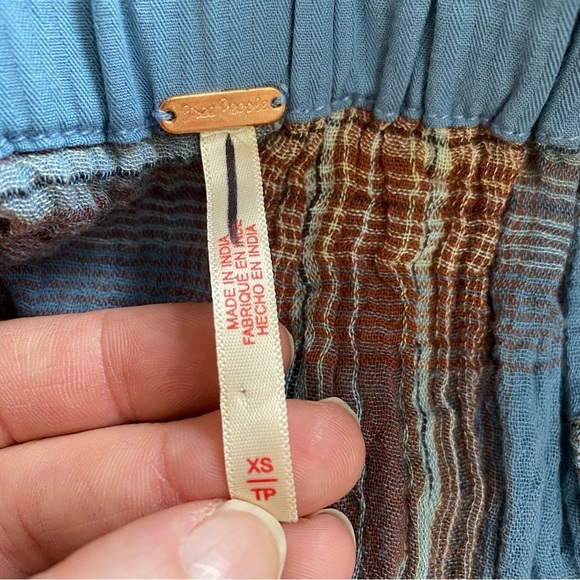 Free People
MADE IN INDIA
FABRIQUÉ EN INDE
HECHO EN INDIA
XS | TP